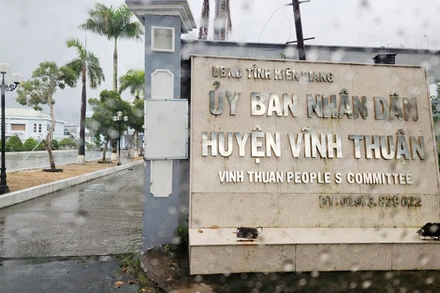 UBND TỈNH KIÊN GIANG
ỦY BAN NHÂN DÂN
HUYỆN VĨNH THUẬN
VINH THUAN PEOPLE S COMMITTEE